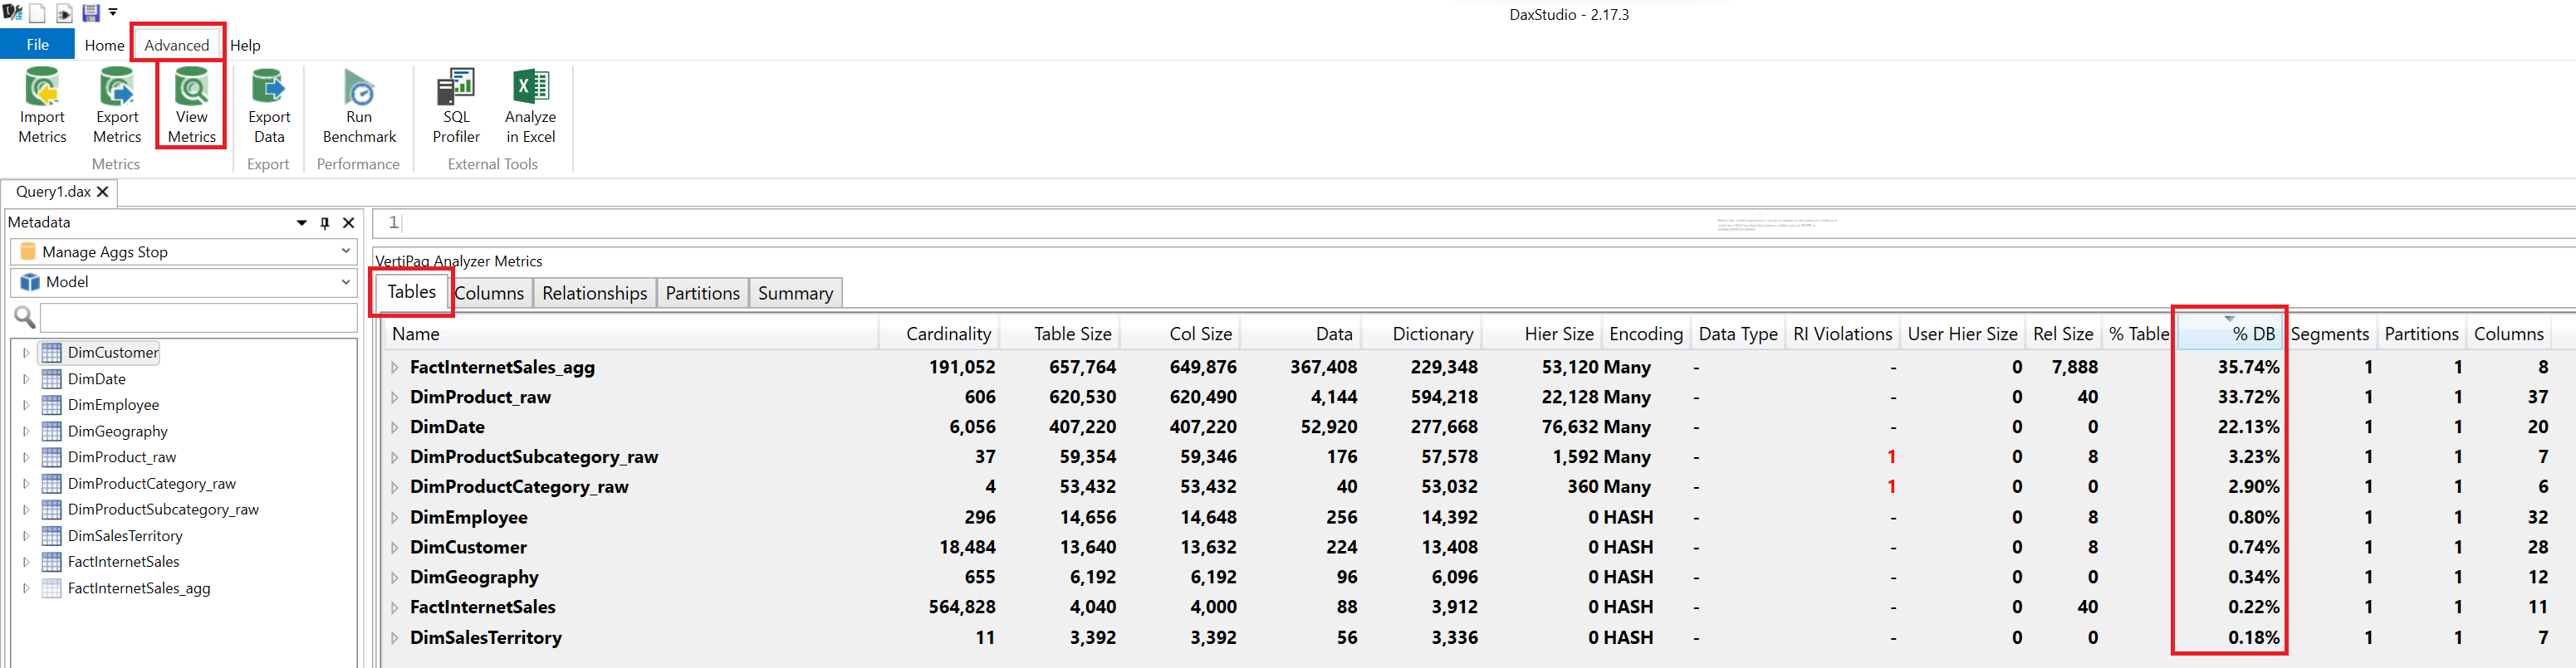 DaxStudio - 2.17.3
File Home Advanced Help
Import Metrics
Export Metrics
View Metrics
Export Data
Run Benchmark
SQL Profiler
Analyze in Excel
Metrics Export Performance External Tools
Query1.dax
Metadata
Manage Aggs Stop
Model
DimCustomer
DimDate
DimEmployee
DimGeography
DimProduct_raw
DimProductCategory_raw
DimProductSubcategory_raw
DimSalesTerritory
FactInternetSales
FactInternetSales_agg
1
VertiPaq Analyzer Metrics
Tables Columns Relationships Partitions Summary
Name Cardinality Table Size Col Size Data Dictionary Hier Size Encoding Data Type RI Violations User Hier Size Rel Size % Table % DB Segments Partitions Columns
FactInternetSales_agg 191,052 657,764 649,876 367,408 229,348 53,120 Many - - 0 7,888 35.74% 1 1 8
DimProduct_raw 606 620,530 620,490 4,144 594,218 22,128 Many - - 0 40 33.72% 1 1 37
DimDate 6,056 407,220 407,220 52,920 277,668 76,632 Many - - 0 0 22.13% 1 1 20
DimProductSubcategory_raw 37 59,354 59,346 176 57,578 1,592 Many - 1 0 8 3.23% 1 1 7
DimProductCategory_raw 4 53,432 53,432 40 53,032 360 Many - 1 0 0 2.90% 1 1 6
DimEmployee 296 14,656 14,648 256 14,392 0 HASH - - 0 8 0.80% 1 1 32
DimCustomer 18,484 13,640 13,632 224 13,408 0 HASH - - 0 8 0.74% 1 1 28
DimGeography 655 6,192 6,192 96 6,096 0 HASH - - 0 0 0.34% 1 1 12
FactInternetSales 564,828 4,040 4,000 88 3,912 0 HASH - - 0 40 0.22% 1 1 11
DimSalesTerritory 11 3,392 3,392 56 3,336 0 HASH - - 0 0 0.18% 1 1 7